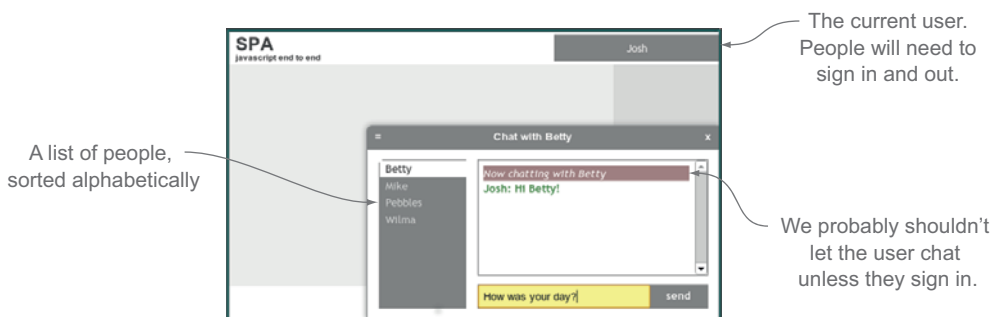 The current user.
People will need to
sign in and out.
SPA
javascript end to end
Josh
A list of people,
sorted alphabetically
=
Chat with Betty
x
Betty
Mike
Pebbles
Wilma
Now chatting with Betty
Josh: Hi Betty!
We probably shouldn't
let the user chat
unless they sign in.
How was your day?
send